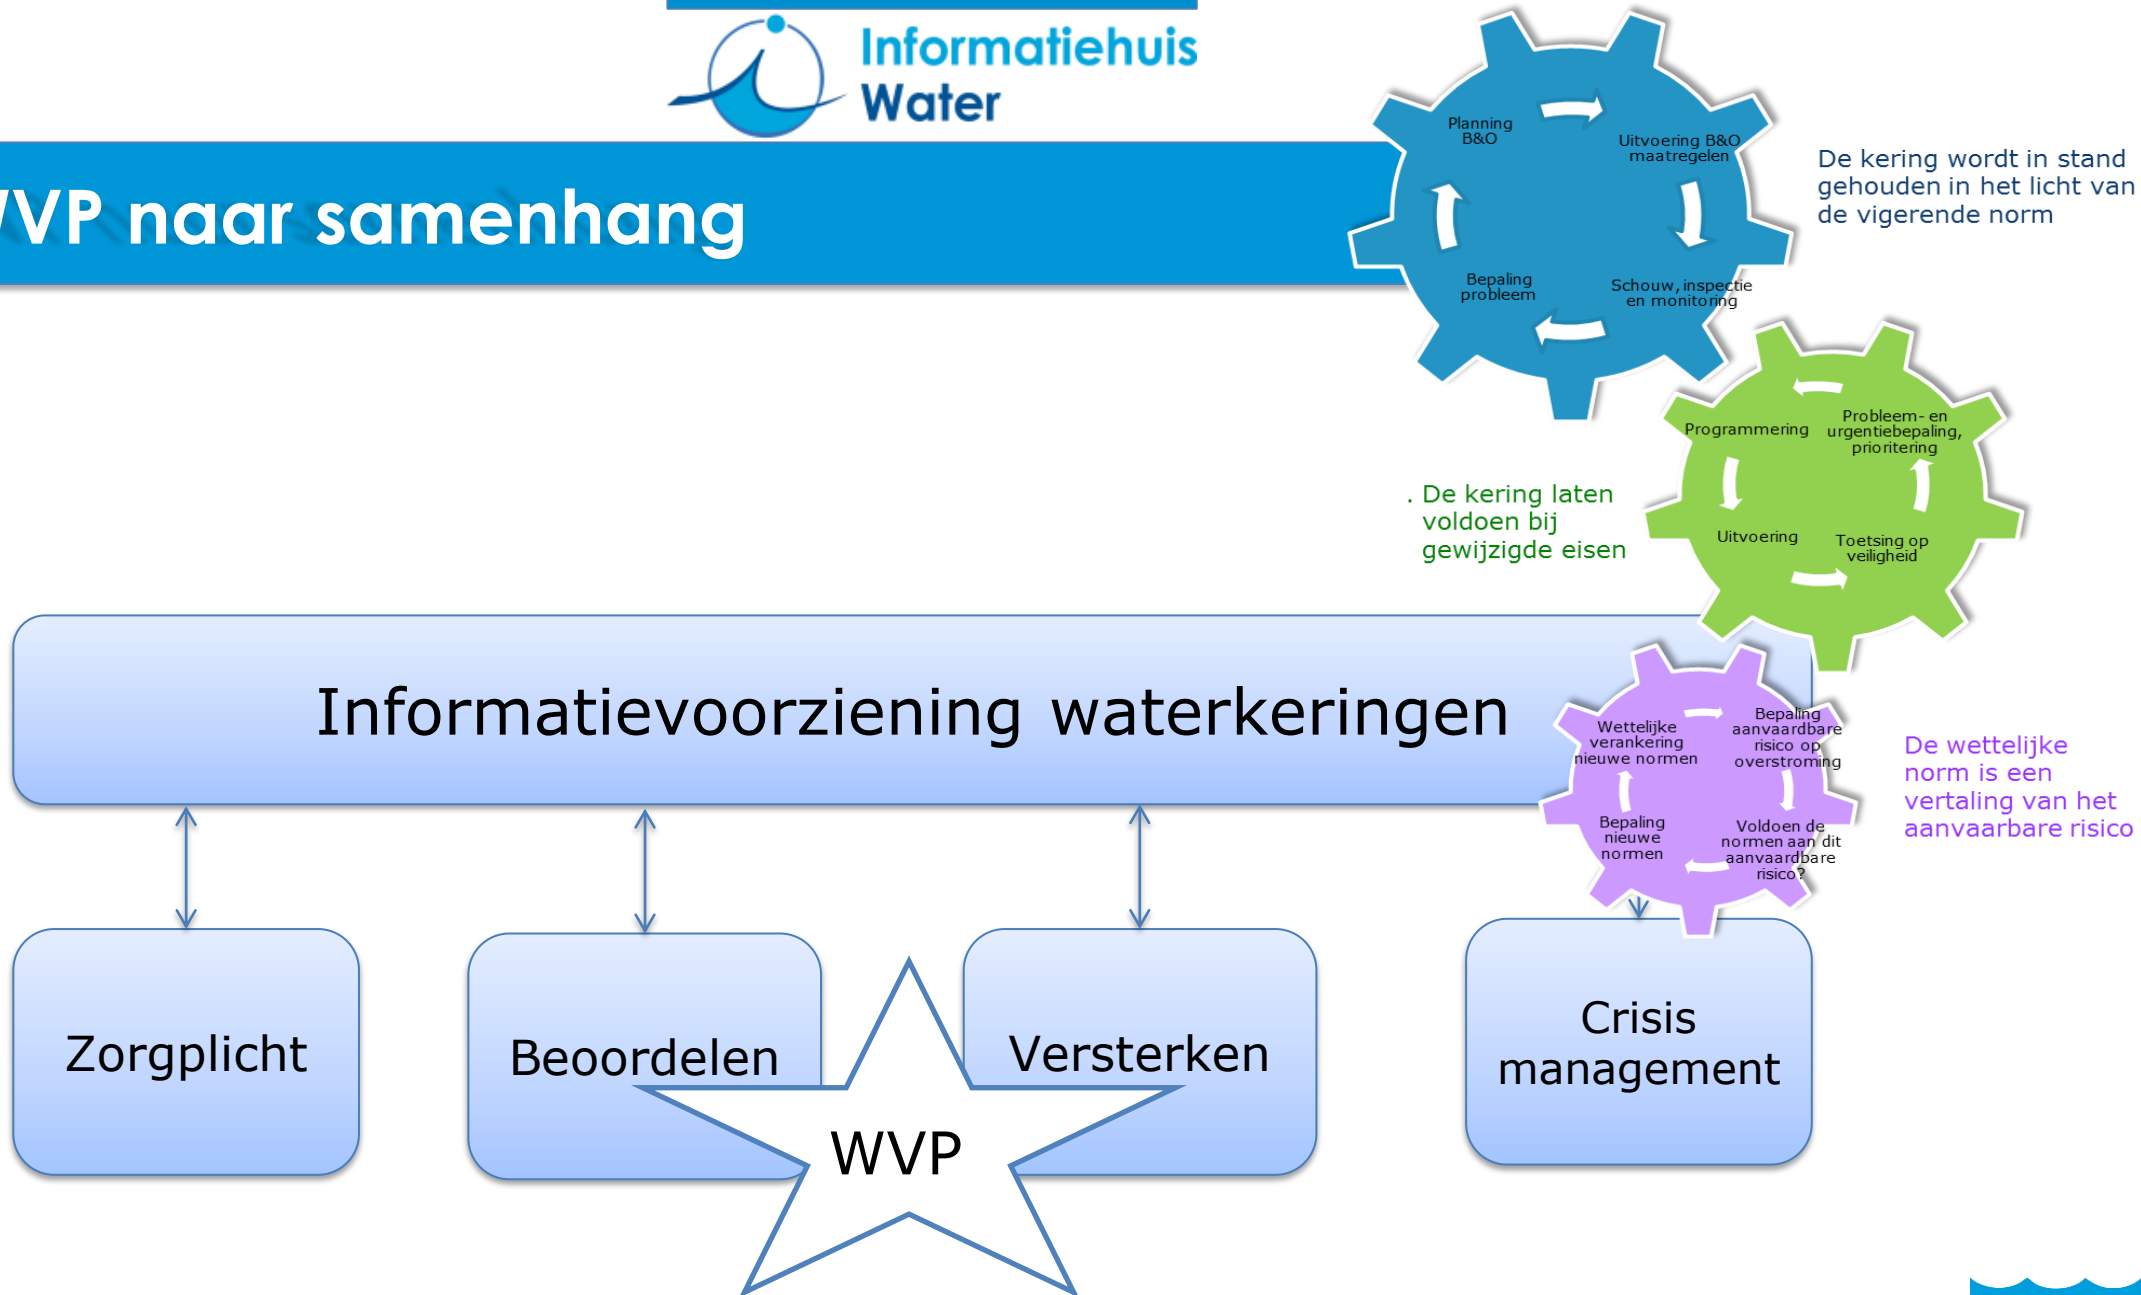 Informatiehuis
Water
WVP naar samenhang
Planning
B&O
Uitvoering B&O
maatregelen
Schouw, inspectie
en monitoring
Bepaling
probleem
De kering wordt in stand
gehouden in het licht van
de vigerende norm
Programmering
Probleem- en
urgentiebepaling,
prioritering
Uitvoering
Toetsing op
veiligheid
. De kering laten
voldoen bij
gewijzigde eisen
Informatievoorziening waterkeringen
Wettelijke
verankering
nieuwe normen
Bepaling
aanvaardbare
risico op
overstroming
Bepaling
nieuwe
normen
Voldoen de
normen aan dit
aanvaardbare
risico?
De wettelijke
norm is een
vertaling van het
aanvaarbare risico
Zorgplicht
Beoordelen
Versterken
Crisis
management
WVP